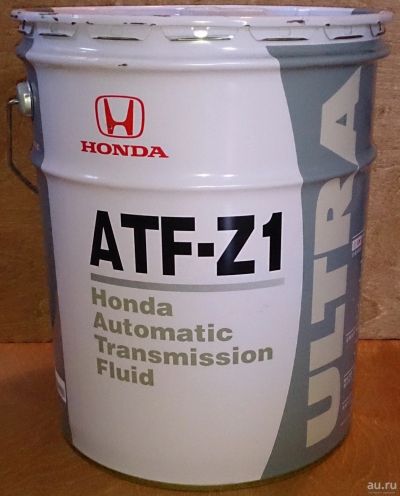 HONDA
ATF-Z1
Honda
Automatic
Transmission
Fluid
ULTRA
au.ru